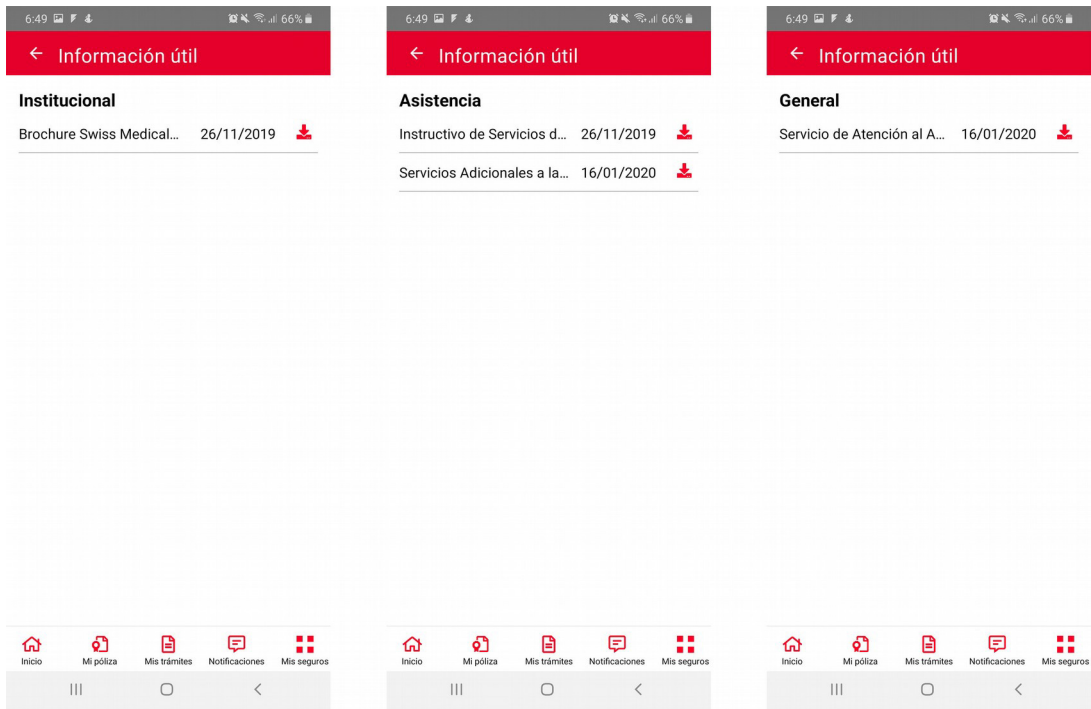 6:49 66%
Información útil
Institucional
Brochure Swiss Medical... 26/11/2019
Inicio Mi póliza Mis trámites Notificaciones Mis seguros
6:49 66%
Información útil
Asistencia
Instructivo de Servicios d... 26/11/2019
Servicios Adicionales a la... 16/01/2020
Inicio Mi póliza Mis trámites Notificaciones Mis seguros
6:49 66%
Información útil
General
Servicio de Atención al A... 16/01/2020
Inicio Mi póliza Mis trámites Notificaciones Mis seguros